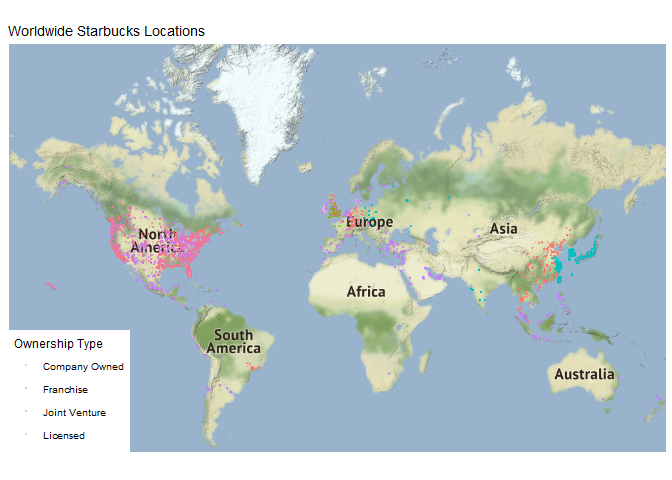 Worldwide Starbucks Locations
North
America
Europe
Asia
Africa
South
America
Australia
Ownership Type
Company Owned
Franchise
Joint Venture
Licensed